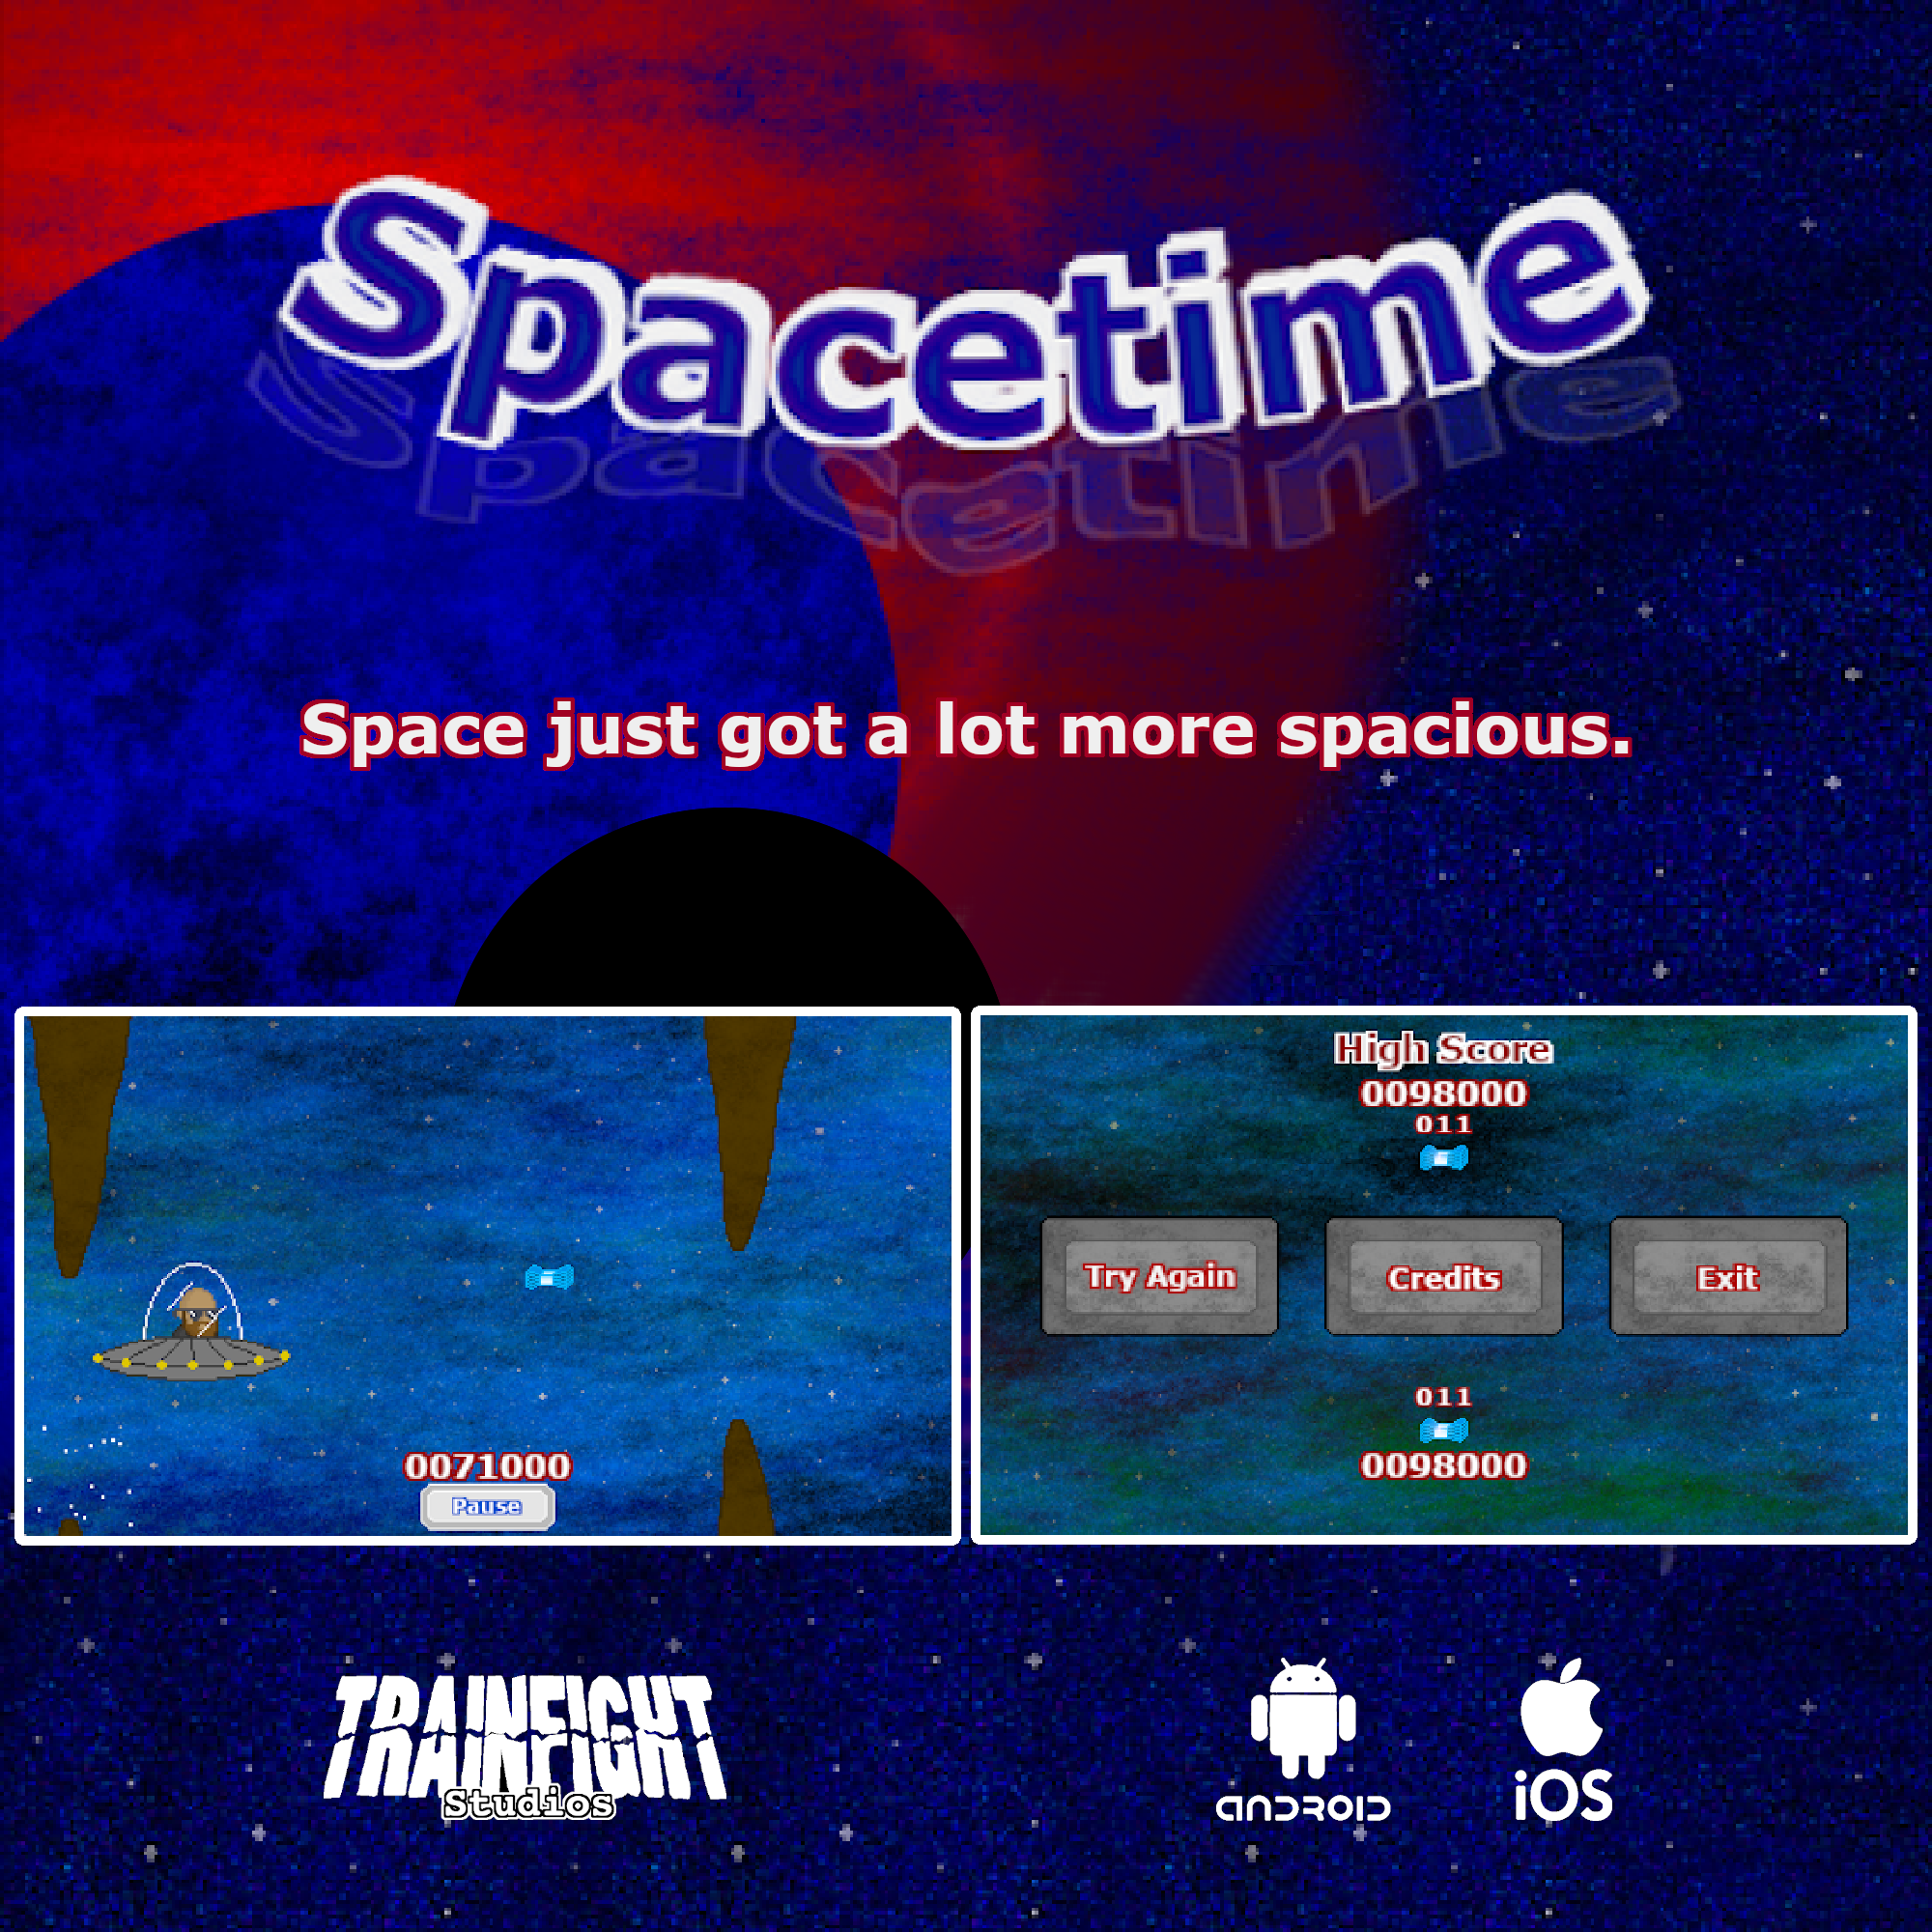 Spacetime
Space just got a lot more spacious.
0071000
Pause
High Score
0098000
011
Try Again
Credits
Exit
011
0098000
TRAINFIGHT
Studios
ANDROID
iOS